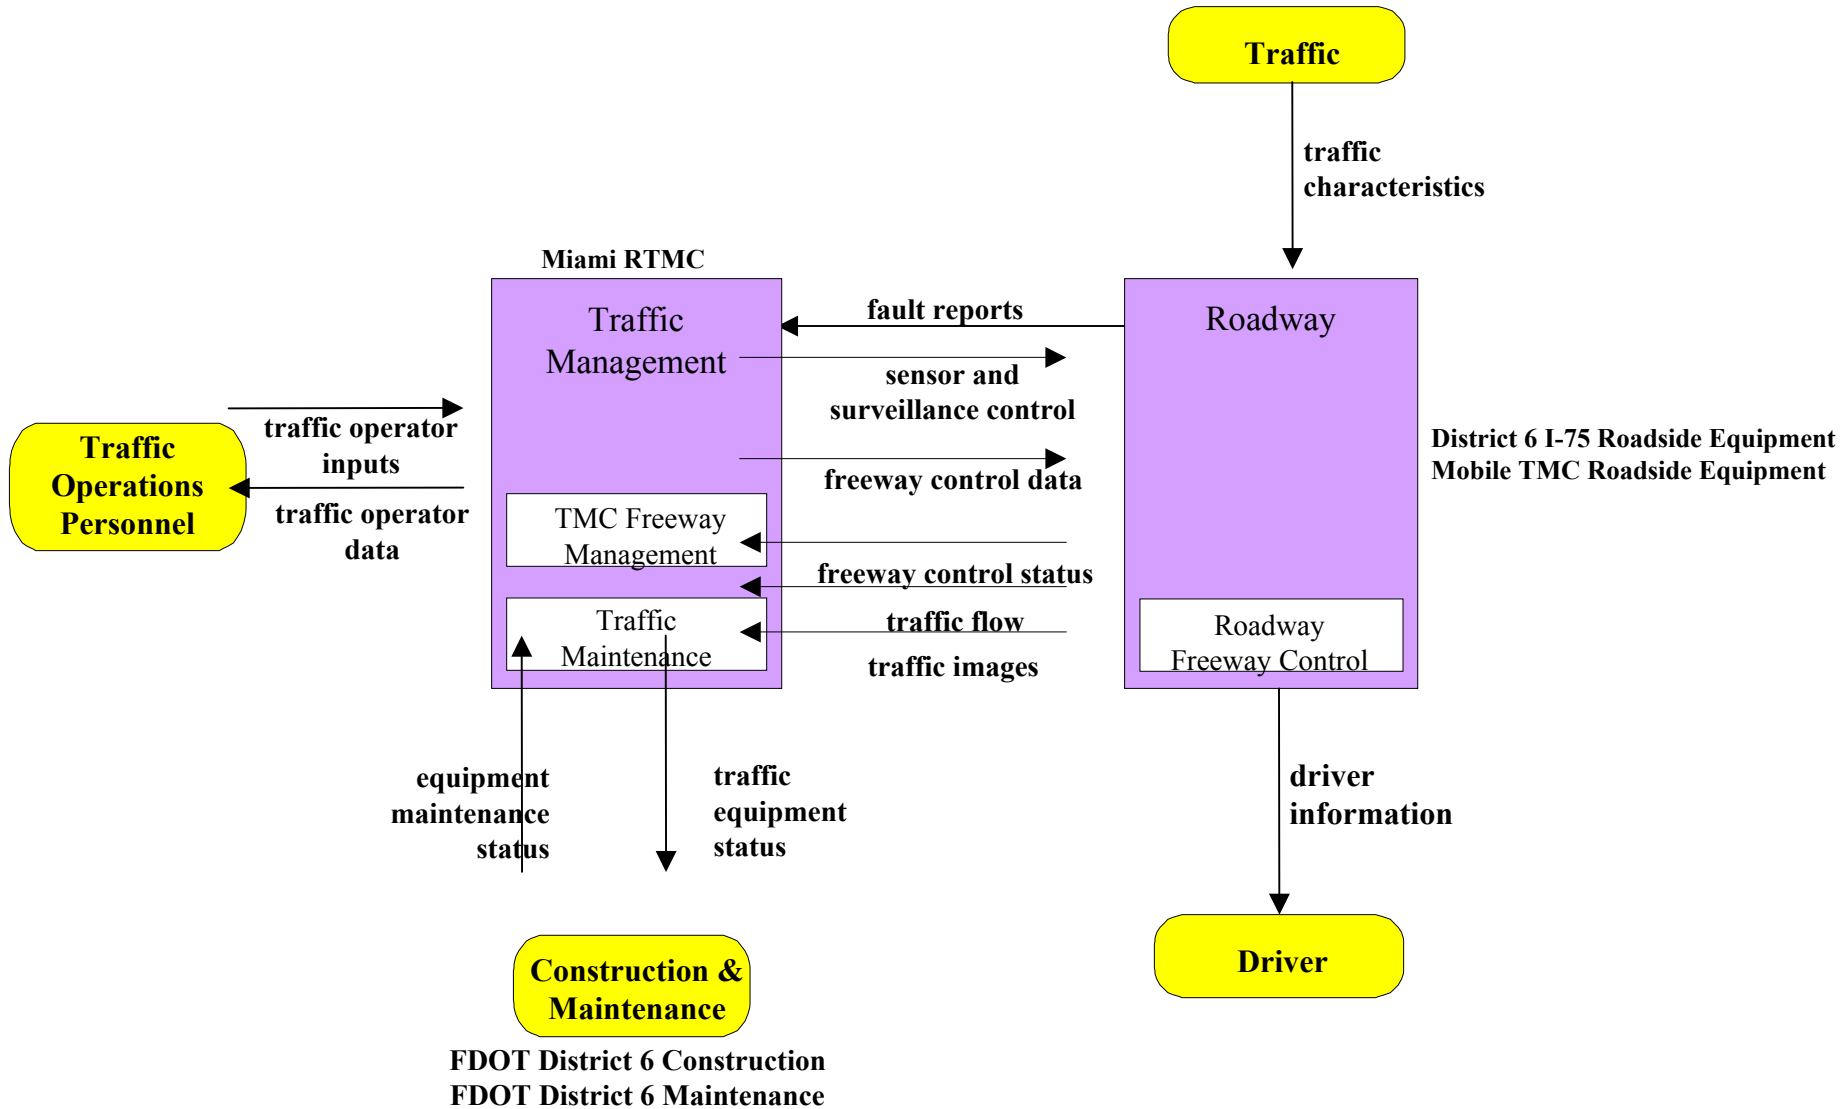 Traffic
traffic
characteristics
Miami RTMC
Traffic
Management
fault reports
Roadway
sensor and
surveillance control
traffic operator
inputs
Traffic
Operations
Personnel
traffic operator
data
freeway control data
District 6 I-75 Roadside Equipment
Mobile TMC Roadside Equipment
TMC Freeway
Management
freeway control status
Traffic
Maintenance
traffic flow
traffic images
Roadway
Freeway Control
equipment
maintenance
status
traffic
equipment
status
driver
information
Construction &
Maintenance
Driver
FDOT District 6 Construction
FDOT District 6 Maintenance